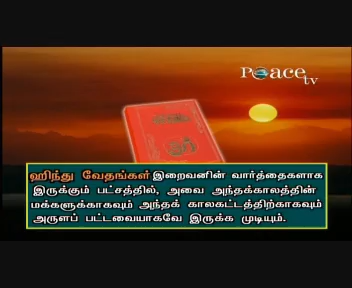 Peace tv
ஹிந்து வேதங்கள் இறைவனின் வார்த்தைகளாக
இருக்கும் பட்சத்தில், அவை அந்தக்காலத்தின்
மக்களுக்காகவும் அந்தக் காலகட்டத்திற்காகவும்
அருளப் பட்டவையாகவே இருக்க முடியும்.